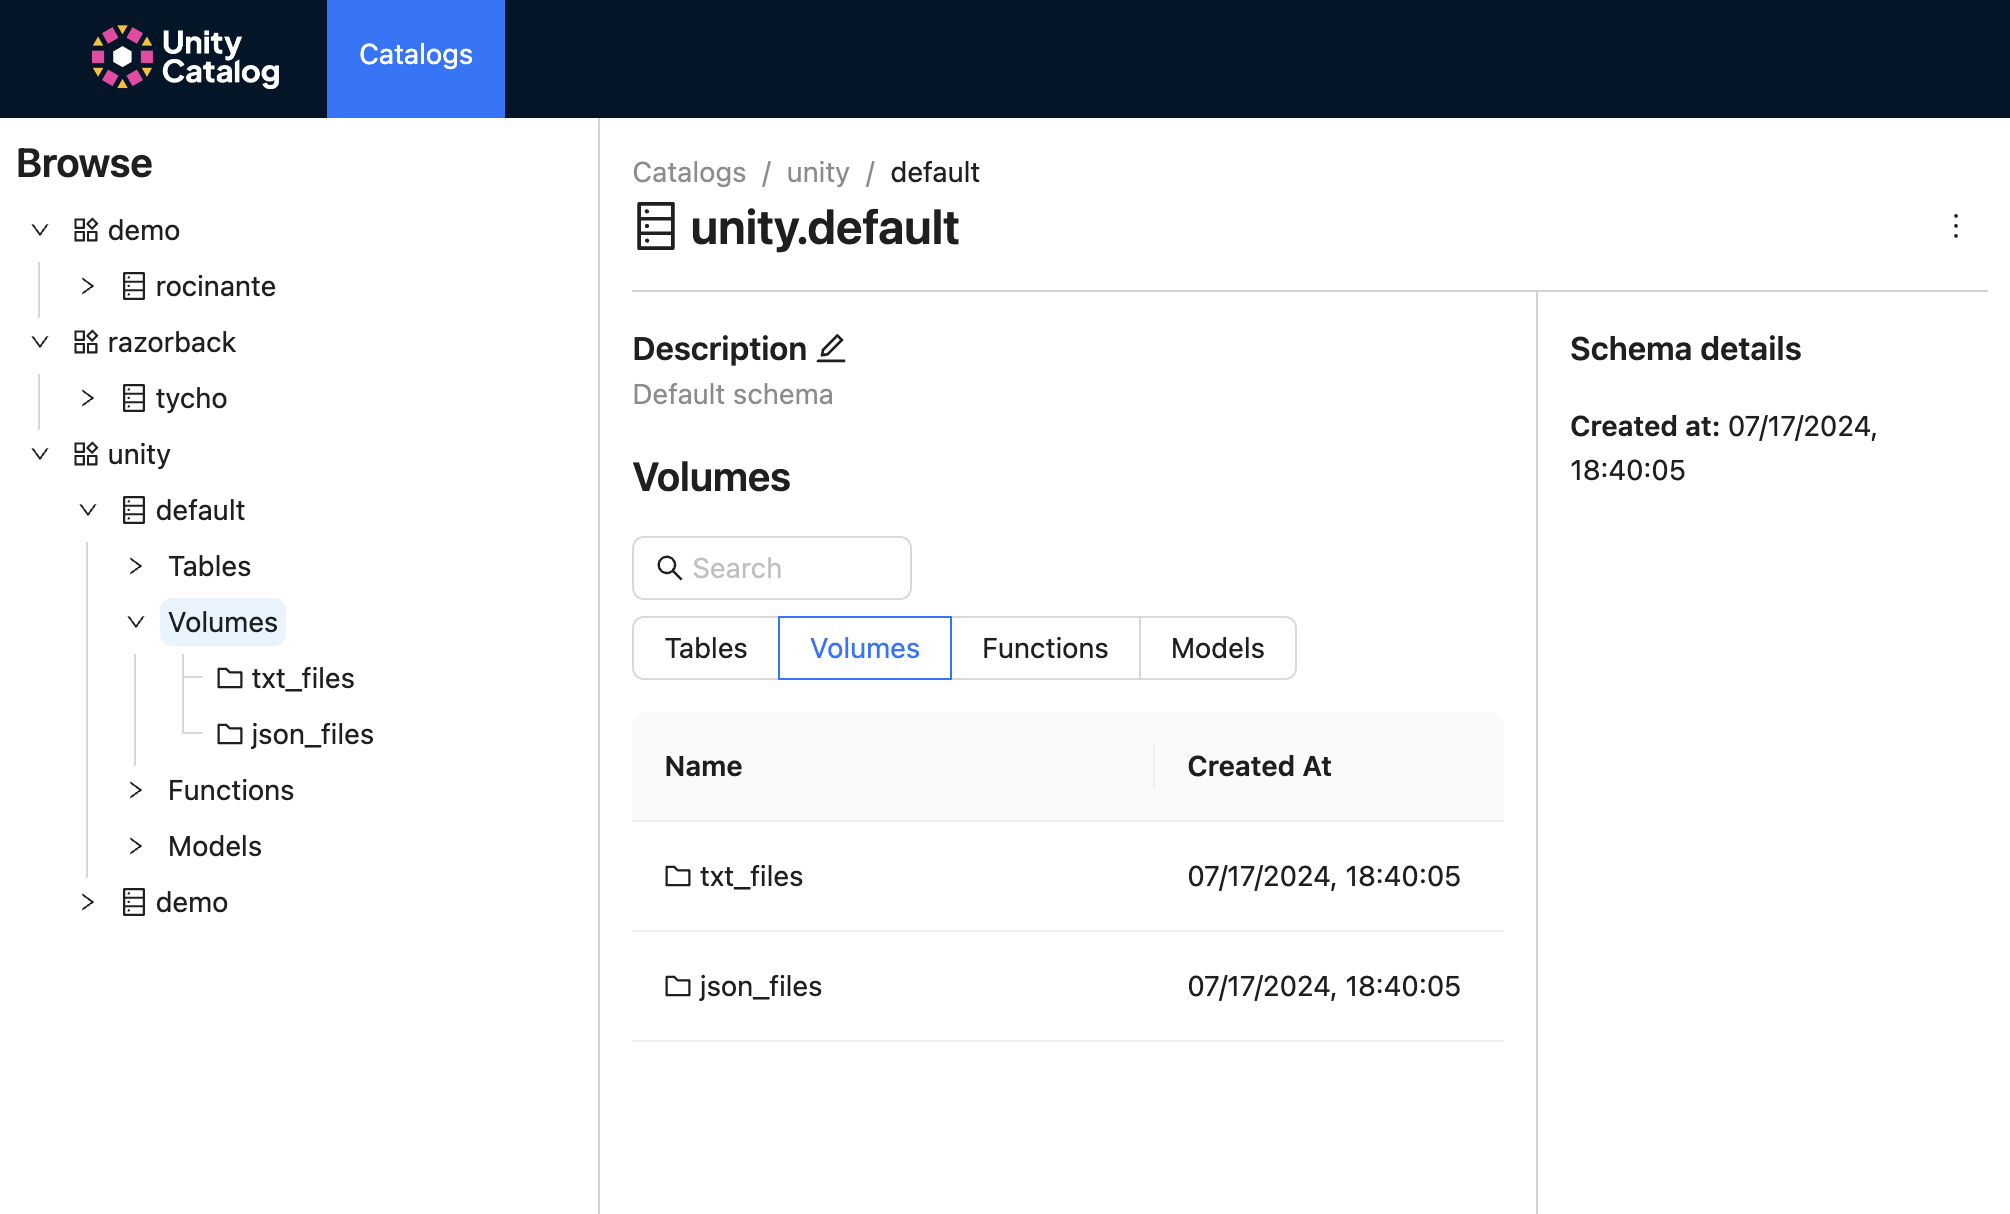 Unity
Catalog
Catalogs
Browse
demo
rocinante
razorback
tycho
unity
default
Tables
Volumes
txt_files
json_files
Functions
Models
demo
Catalogs / unity / default
unity.default
Description
Default schema
Volumes
Search
Tables Volumes Functions Models
Name Created At
txt_files 07/17/2024, 18:40:05
json_files 07/17/2024, 18:40:05
Schema details
Created at: 07/17/2024,
18:40:05